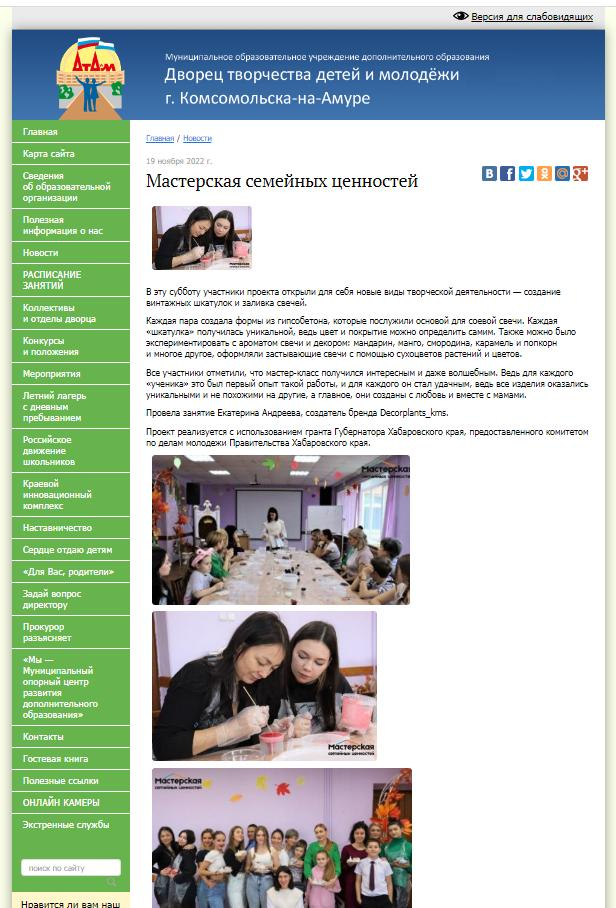 Версия для слабовидящих
АТДиМ
Муниципальное образовательное учреждение дополнительного образования
Дворец творчества детей и молодёжи
г. Комсомольска-на-Амуре
Главная
Карта сайта
Сведения
об образовательной
организации
Полезная
информация о нас
Новости
РАСПИСАНИЕ
ЗАНЯТИЙ
Коллективы
и отделы дворца
Конкурсы
и положения
Мероприятия
Летний лагерь
с дневным
пребыванием
Российское
движение
школьников
Краевой
инновационный
комплекс
Наставничество
Сердце отдаю детям
«Для Вас, родители»
Задай вопрос
директору
Прокурор
разъясняет
«Мы —
Муниципальный
опорный центр
развития
дополнительного
образования»
Контакты
Гостевая книга
Полезные ссылки
ОНЛАЙН КАМЕРЫ
Экстренные службы
поиск по сайту
Нравится ли вам наш
Главная / Новости
19 ноября 2022 г.
Мастерская семейных ценностей
Мастерская
В эту субботу участники проекта открыли для себя новые виды творческой деятельности — создание
винтажных шкатулок и заливка свечей.
Каждая пара создала формы из гипсобетона, которые послужили основой для соевой свечи. Каждая
«шкатулка» получилась уникальной, ведь цвет и покрытие можно определить самим. Также можно было
экспериментировать с ароматом свечи и декором: мандарин, манго, смородина, карамель и попкорн
и многое другое, оформляли застывающие свечи с помощью сухоцветов растений и цветов.
Все участники отметили, что мастер-класс получился интересным и даже волшебным. Ведь для каждого
«ученика» это был первый опыт такой работы, и для каждого он стал удачным, ведь все изделия оказались
уникальными и не похожими на другие, а главное, они созданы с любовью и вместе с мамами.
Провела занятие Екатерина Андреева, создатель бренда Decorplants_kms.
Проект реализуется с использованием гранта Губернатора Хабаровского края, предоставленного комитетом
по делам молодежи Правительства Хабаровского края.
Мастерская
Мастерская
семейных ценностей
Мастерская
семейных ценностей